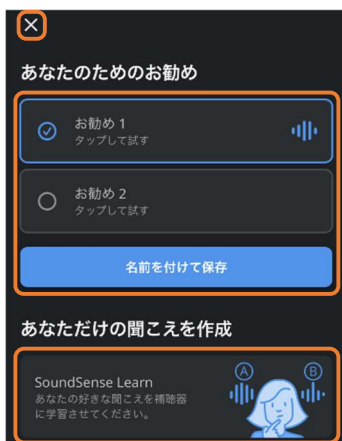 あなたのためのお勧め
お勧め 1
タップして試す
お勧め 2
タップして試す
名前を付けて保存
あなただけの聞こえを作成
SoundSense Learn
あなたの好きな聞こえを補聴器
に学習させてください。
A
B